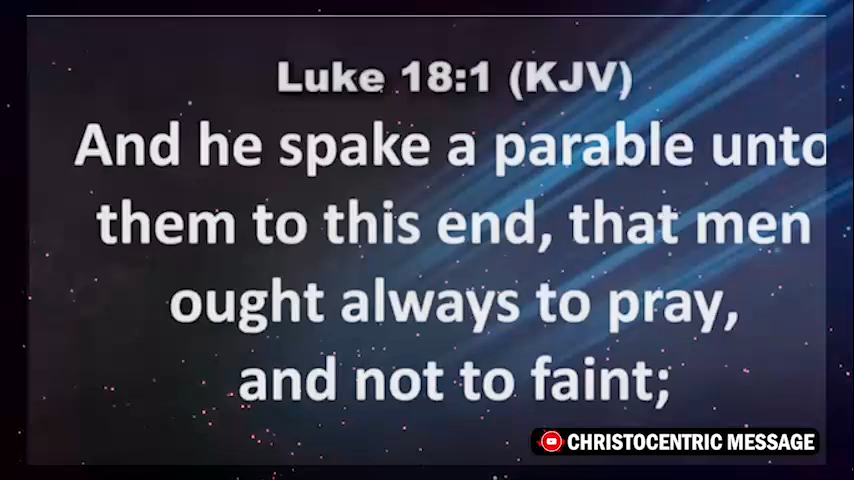 Luke 18:1 (KJV)
And he spake a parable unto
them to this end, that men
ought always to pray,
and not to faint;
CHRISTOCENTRIC MESSAGE